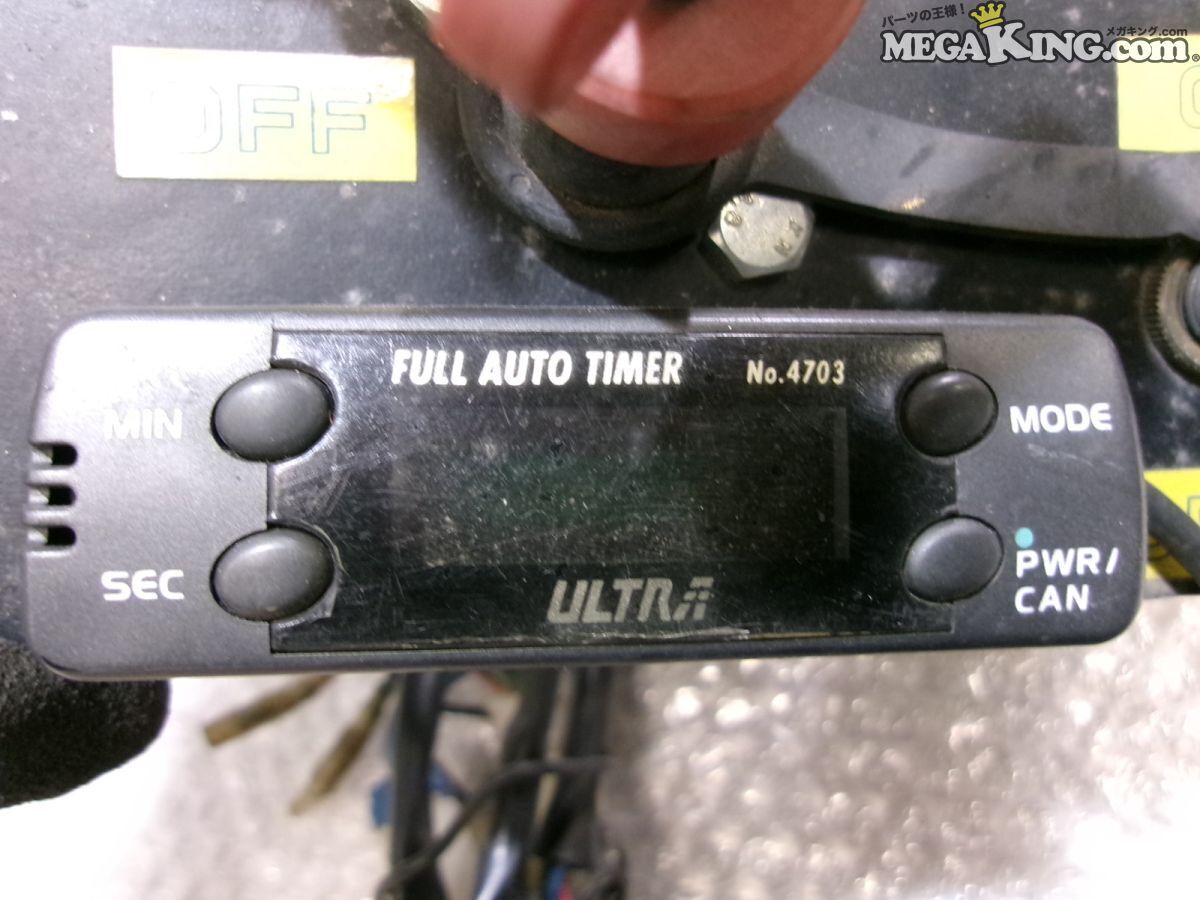 パーツの王様！
メガキング.com
MEGAKING.com®
OFF
FULL AUTO TIMER No.4703
MIN
MODE
SEC
PWR/
CAN
ULTRA